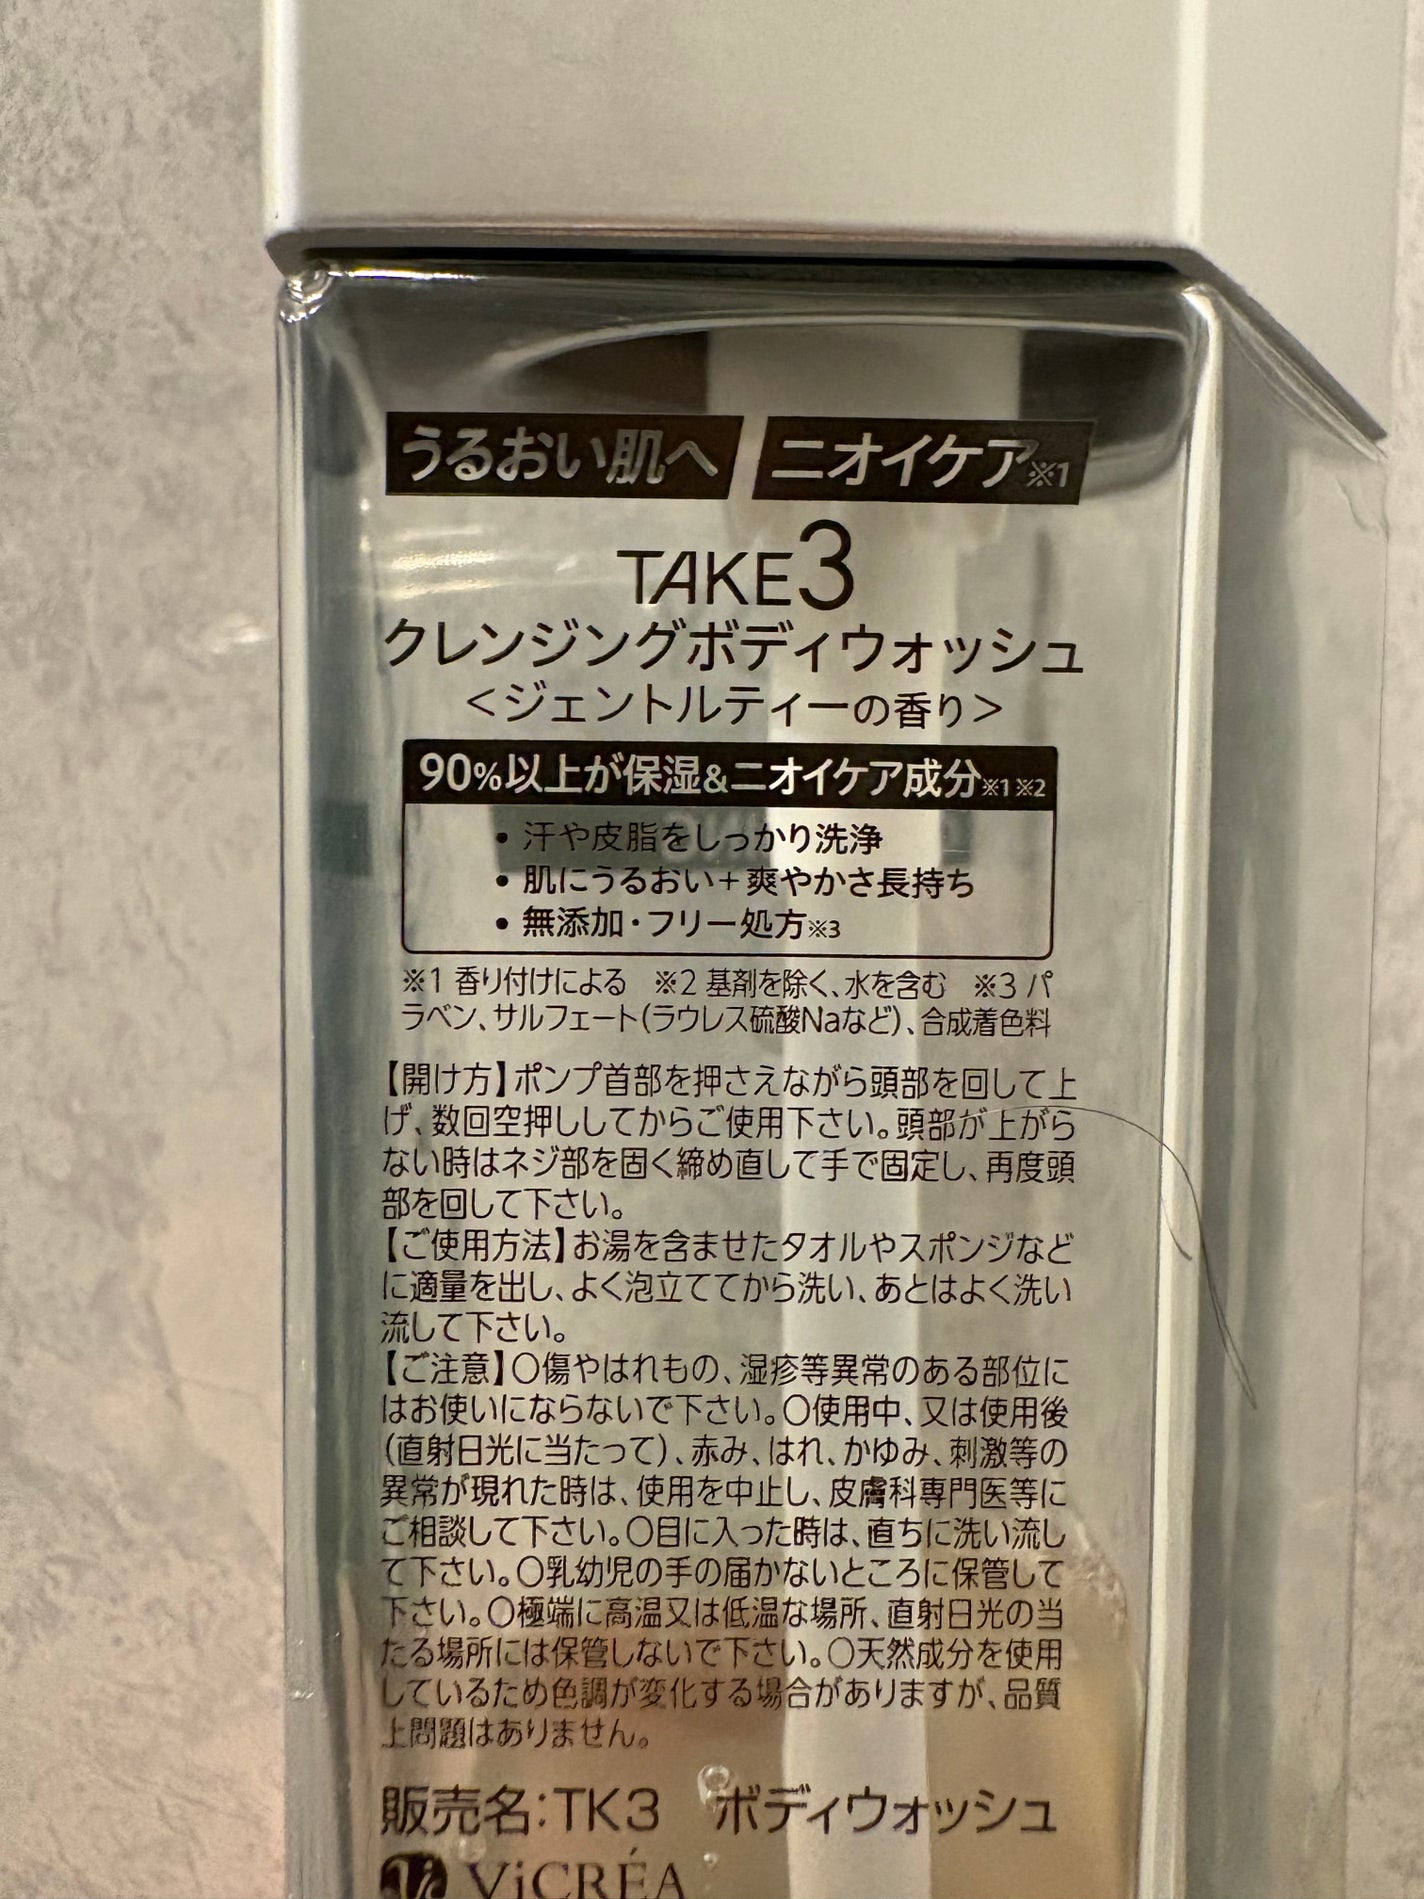 うるおい肌へ ニオイケア※1
TAKE3
クレンジングボディウォッシュ
<ジェントルティーの香り>
90%以上が保湿&ニオイケア成分※1※2
• 汗や皮脂をしっかり洗浄
• 肌にうるおい+爽やかさ長持ち
• 無添加・フリー処方※3
※1 香り付けによる ※2 基剤を除く、水を含む ※3 パ
ラベン、サルフェート(ラウレス硫酸Naなど)、合成着色料
【開け方】ポンプ首部を押さえながら頭部を回して上
げ、数回空押ししてからご使用下さい。頭部が上がら
ない時はネジ部を固く締め直して手で固定し、再度頭
部を回して下さい。
【ご使用方法】お湯を含ませたタオルやスポンジなど
に適量を出し、よく泡立ててから洗い、あとはよく洗い
流して下さい。
【ご注意】〇傷やはれもの、湿疹等異常のある部位に
はお使いにならないで下さい。〇使用中、又は使用後
(直射日光に当たって)、赤み、はれ、かゆみ、刺激等の
異常が現れた時は、使用を中止し、皮膚科専門医等に
ご相談して下さい。〇目に入った時は、直ちに洗い流し
て下さい。〇乳幼児の手の届かないところに保管して
下さい。〇極端に高温又は低温な場所、直射日光の当
たる場所には保管しないで下さい。〇天然成分を使用
しているため色調が変化する場合がありますが、品質
上問題はありません。
販売名:TK3 ボディウォッシュ
ViCRÉA